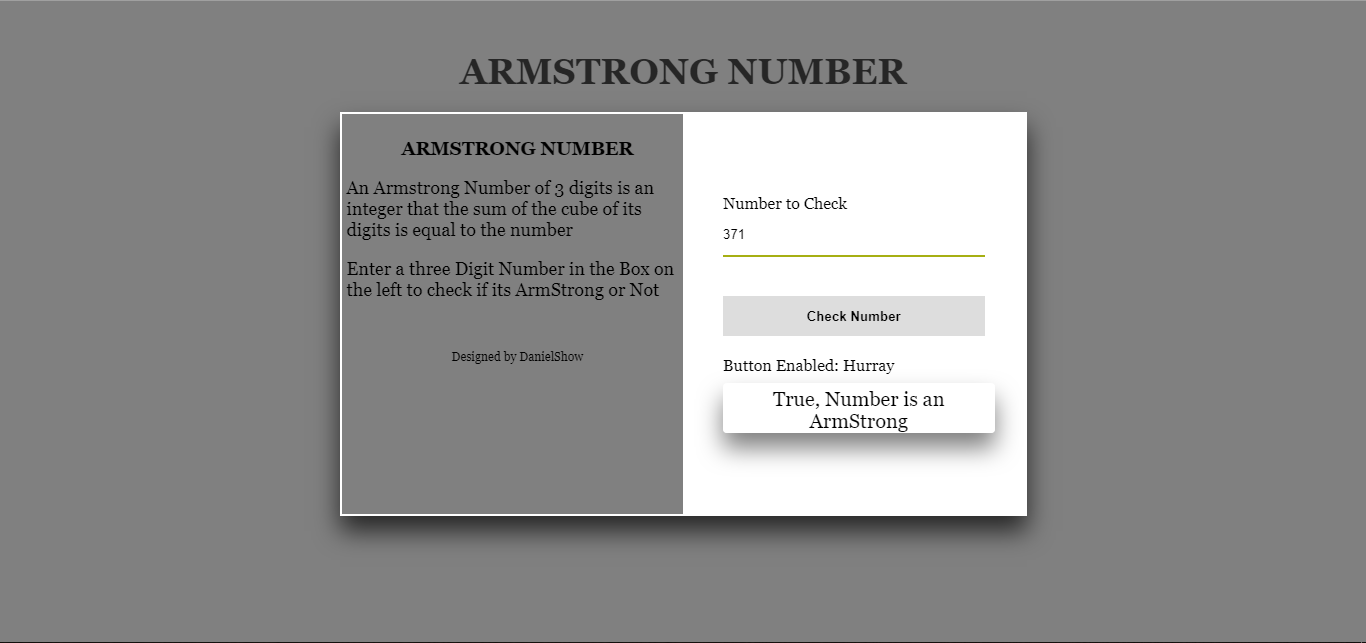 ARMSTRONG NUMBER
ARMSTRONG NUMBER
An Armstrong Number of 3 digits is an
integer that the sum of the cube of its
digits is equal to the number
Enter a three Digit Number in the Box on
the left to check if its ArmStrong or Not
Designed by DanielShow
Number to Check
371
Check Number
Button Enabled: Hurray
True, Number is an
ArmStrong